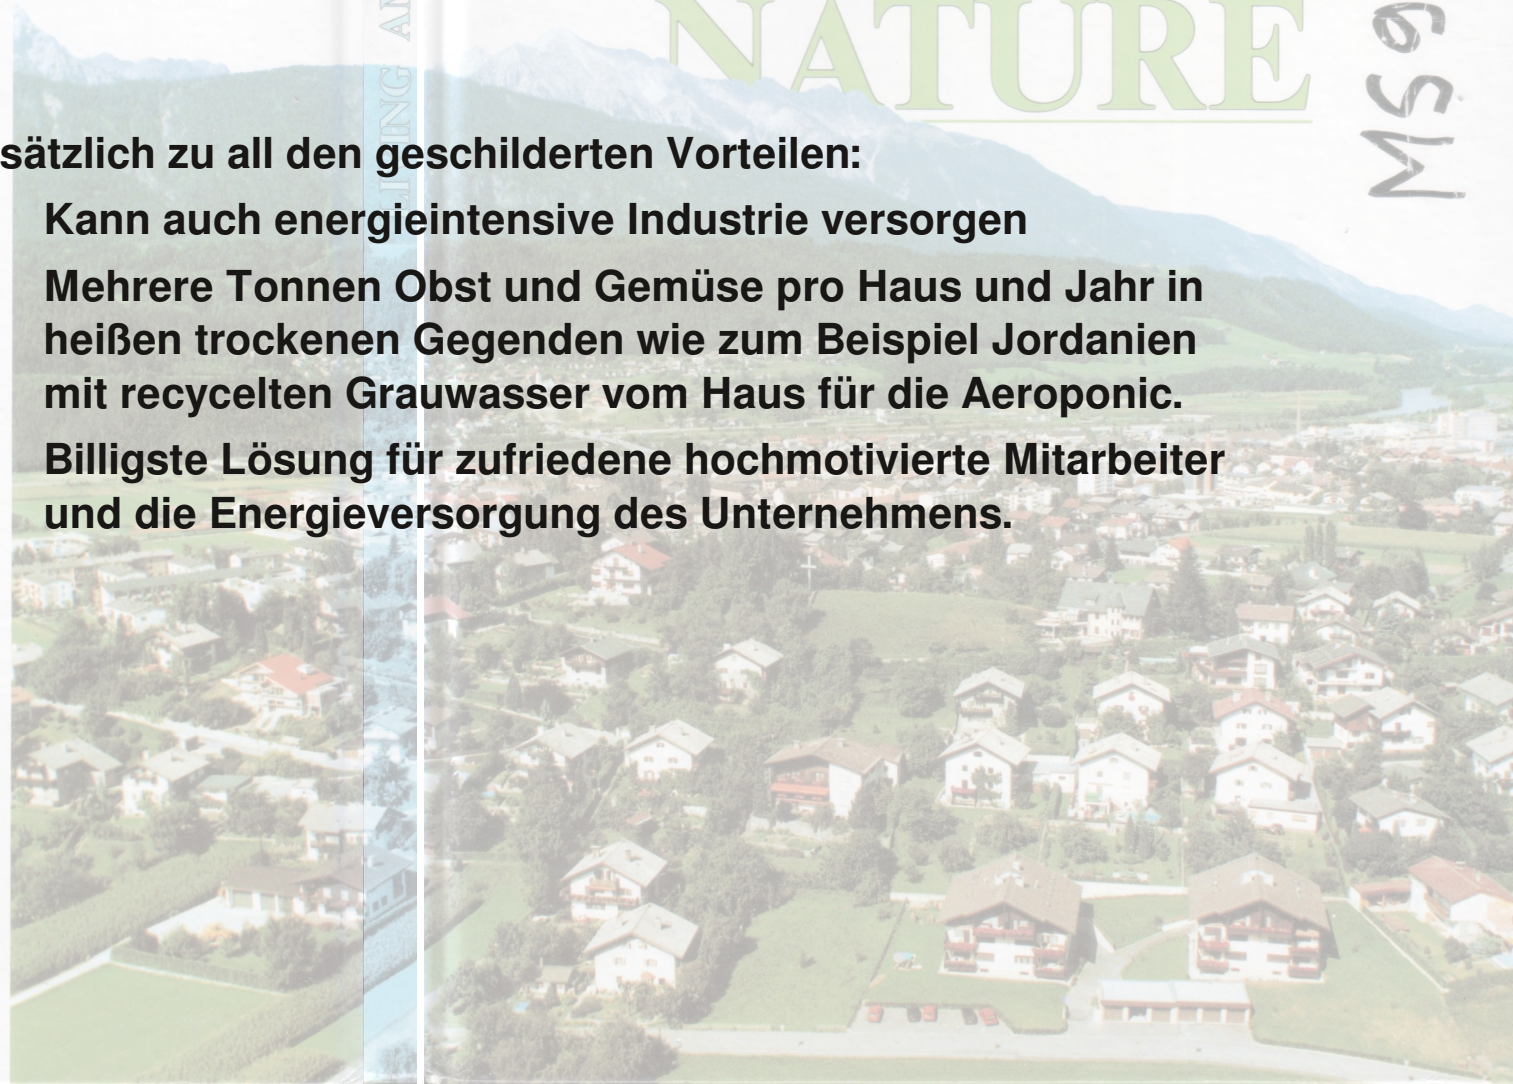 NATURE
MS9
sätzlich zu all den geschilderten Vorteilen:
Kann auch energieintensive Industrie versorgen
Mehrere Tonnen Obst und Gemüse pro Haus und Jahr in
heißen trockenen Gegenden wie zum Beispiel Jordanien
mit recycelten Grauwasser vom Haus für die Aeroponic.
Billigste Lösung für zufriedene hochmotivierte Mitarbeiter
und die Energieversorgung des Unternehmens.